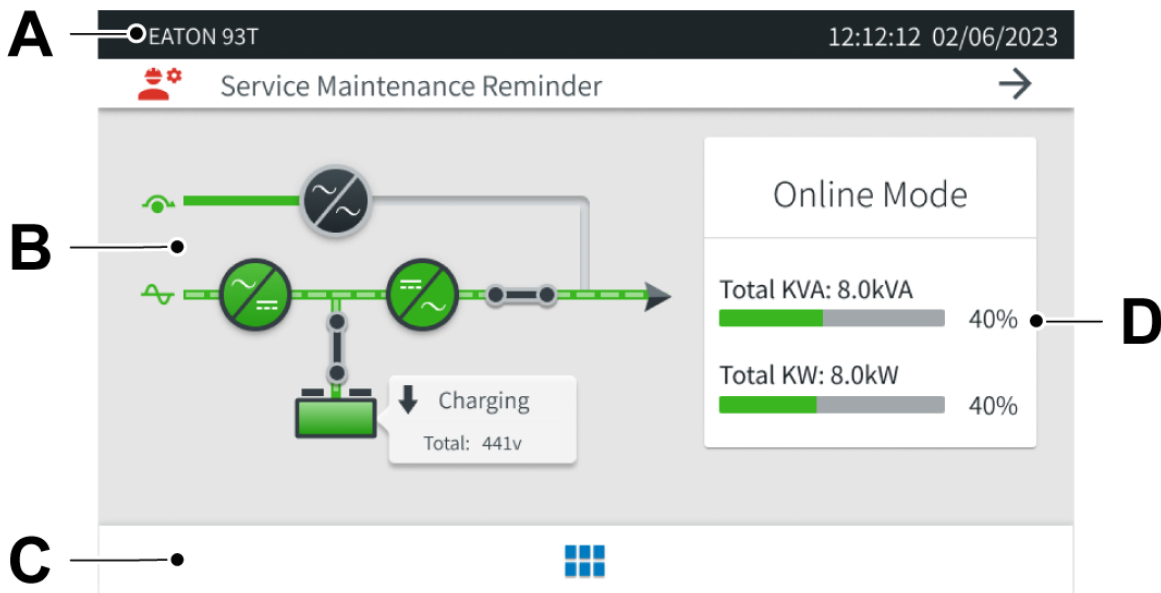 A
EATON 93T
12:12:12 02/06/2023
Service Maintenance Reminder
B
Online Mode
Total KVA: 8.0kVA
40%
D
Total KW: 8.0kW
40%
Charging
Total: 441v
C